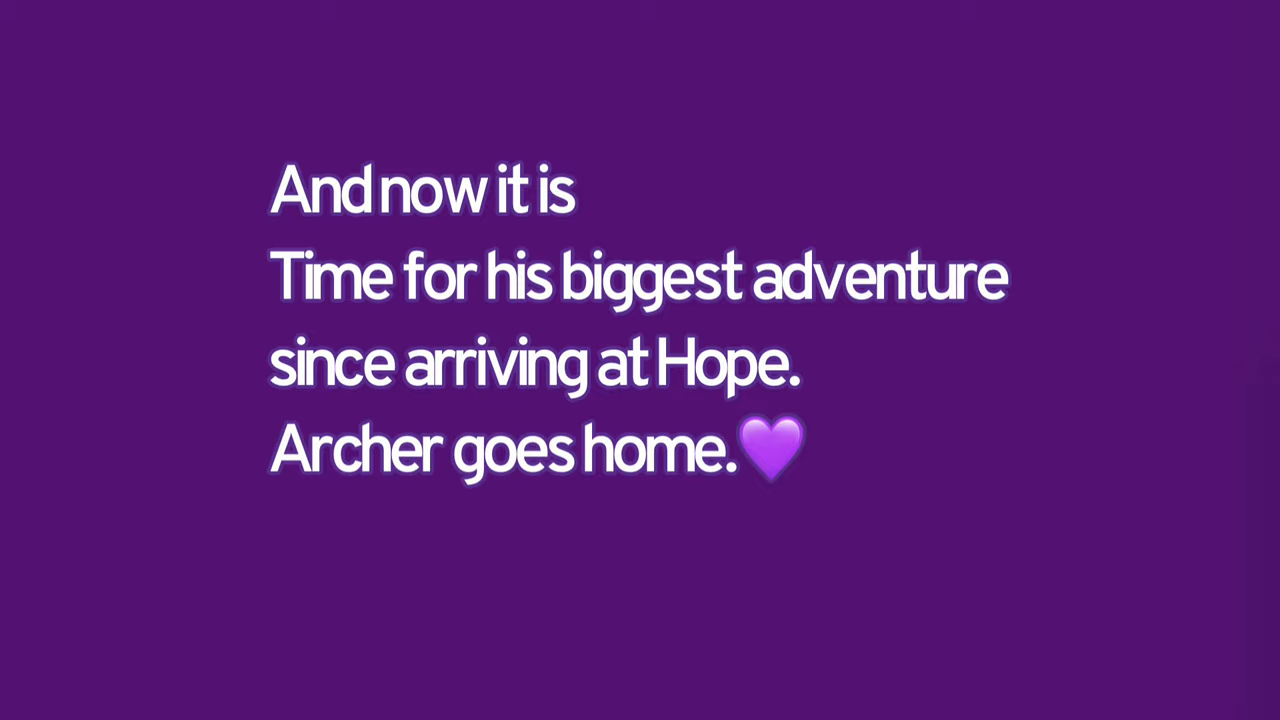 And now it is
Time for his biggest adventure
since arriving at Hope.
Archer goes home.💜